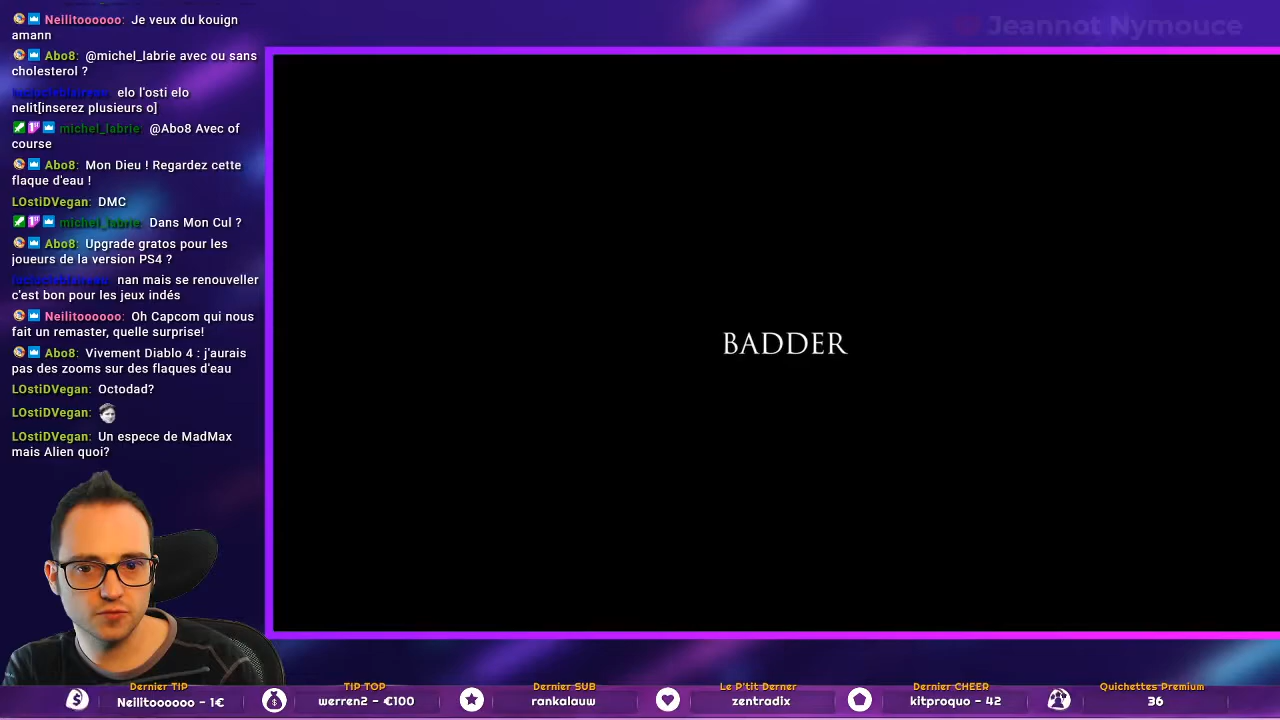 Jeannot Nymouce
Neilitoooooo: Je veux du kouign
amann
Abo8: @michel_labrie avec ou sans
cholesterol ?
elo l'osti elo
nelit[inserez plusieurs o]
michel_labrie: @Abo8 Avec of
course
Abo8: Mon Dieu ! Regardez cette
flaque d'eau !
LOstiDVegan: DMC
michel_labrie: Dans Mon Cul ?
Abo8: Upgrade gratos pour les
joueurs de la version PS4 ?
nan mais se renouveller
c'est bon pour les jeux indés
Neilitoooooo: Oh Capcom qui nous
fait un remaster, quelle surprise!
Abo8: Vivement Diablo 4 : j'aurais
pas des zooms sur des flaques d'eau
LOstiDVegan: Octodad?
LOstiDVegan:
LOstiDVegan: Un espece de MadMax
mais Alien quoi?
BADDER
Dernier TIP
Neilitoooooo - 1€
TIP TOP
werren2 - €100
Dernier SUB
rankalauw
Le P'tit Derner
zentradix
Dernier CHEER
kitproquo - 42
Quichettes Premium
36